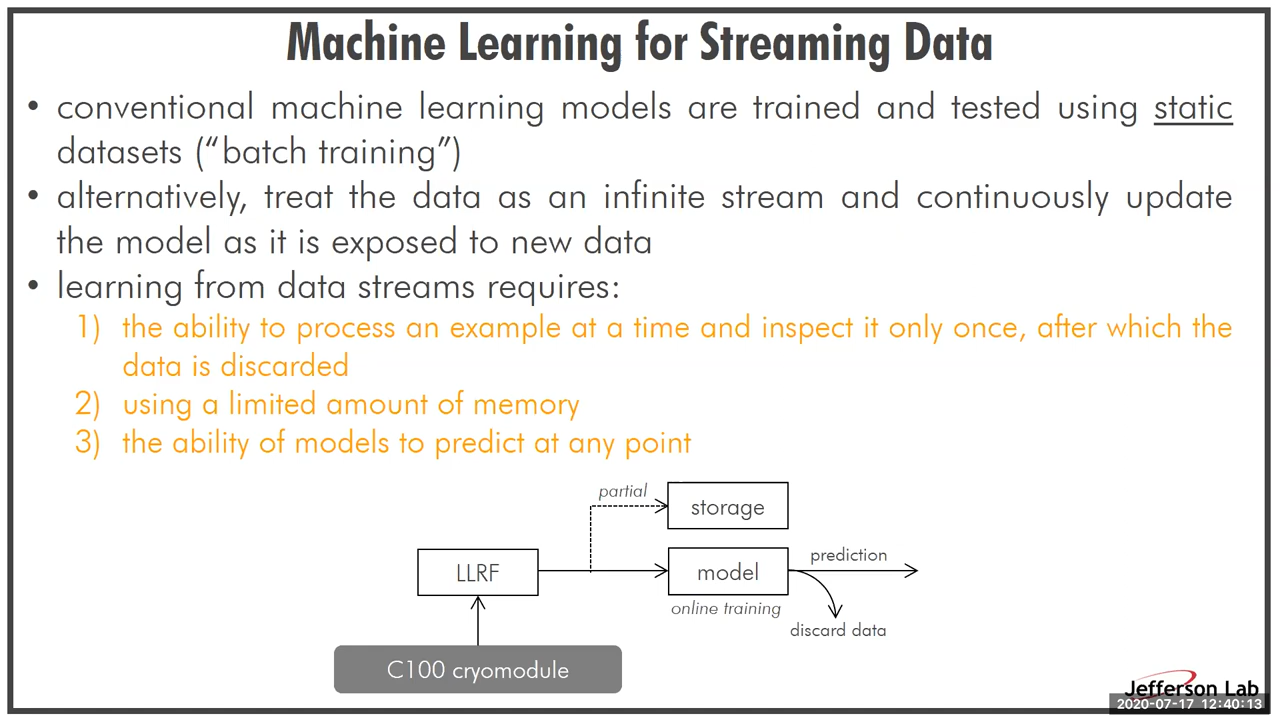 Machine Learning for Streaming Data
• conventional machine learning models are trained and tested using static
datasets (“batch training”)
• alternatively, treat the data as an infinite stream and continuously update
the model as it is exposed to new data
• learning from data streams requires:
1) the ability to process an example at a time and inspect it only once, after which the
data is discarded
2) using a limited amount of memory
3) the ability of models to predict at any point
partial
storage
LLRF
model
prediction
online training
discard data
C100 cryomodule
Jefferson Lab
2020-07-17 12:40:13